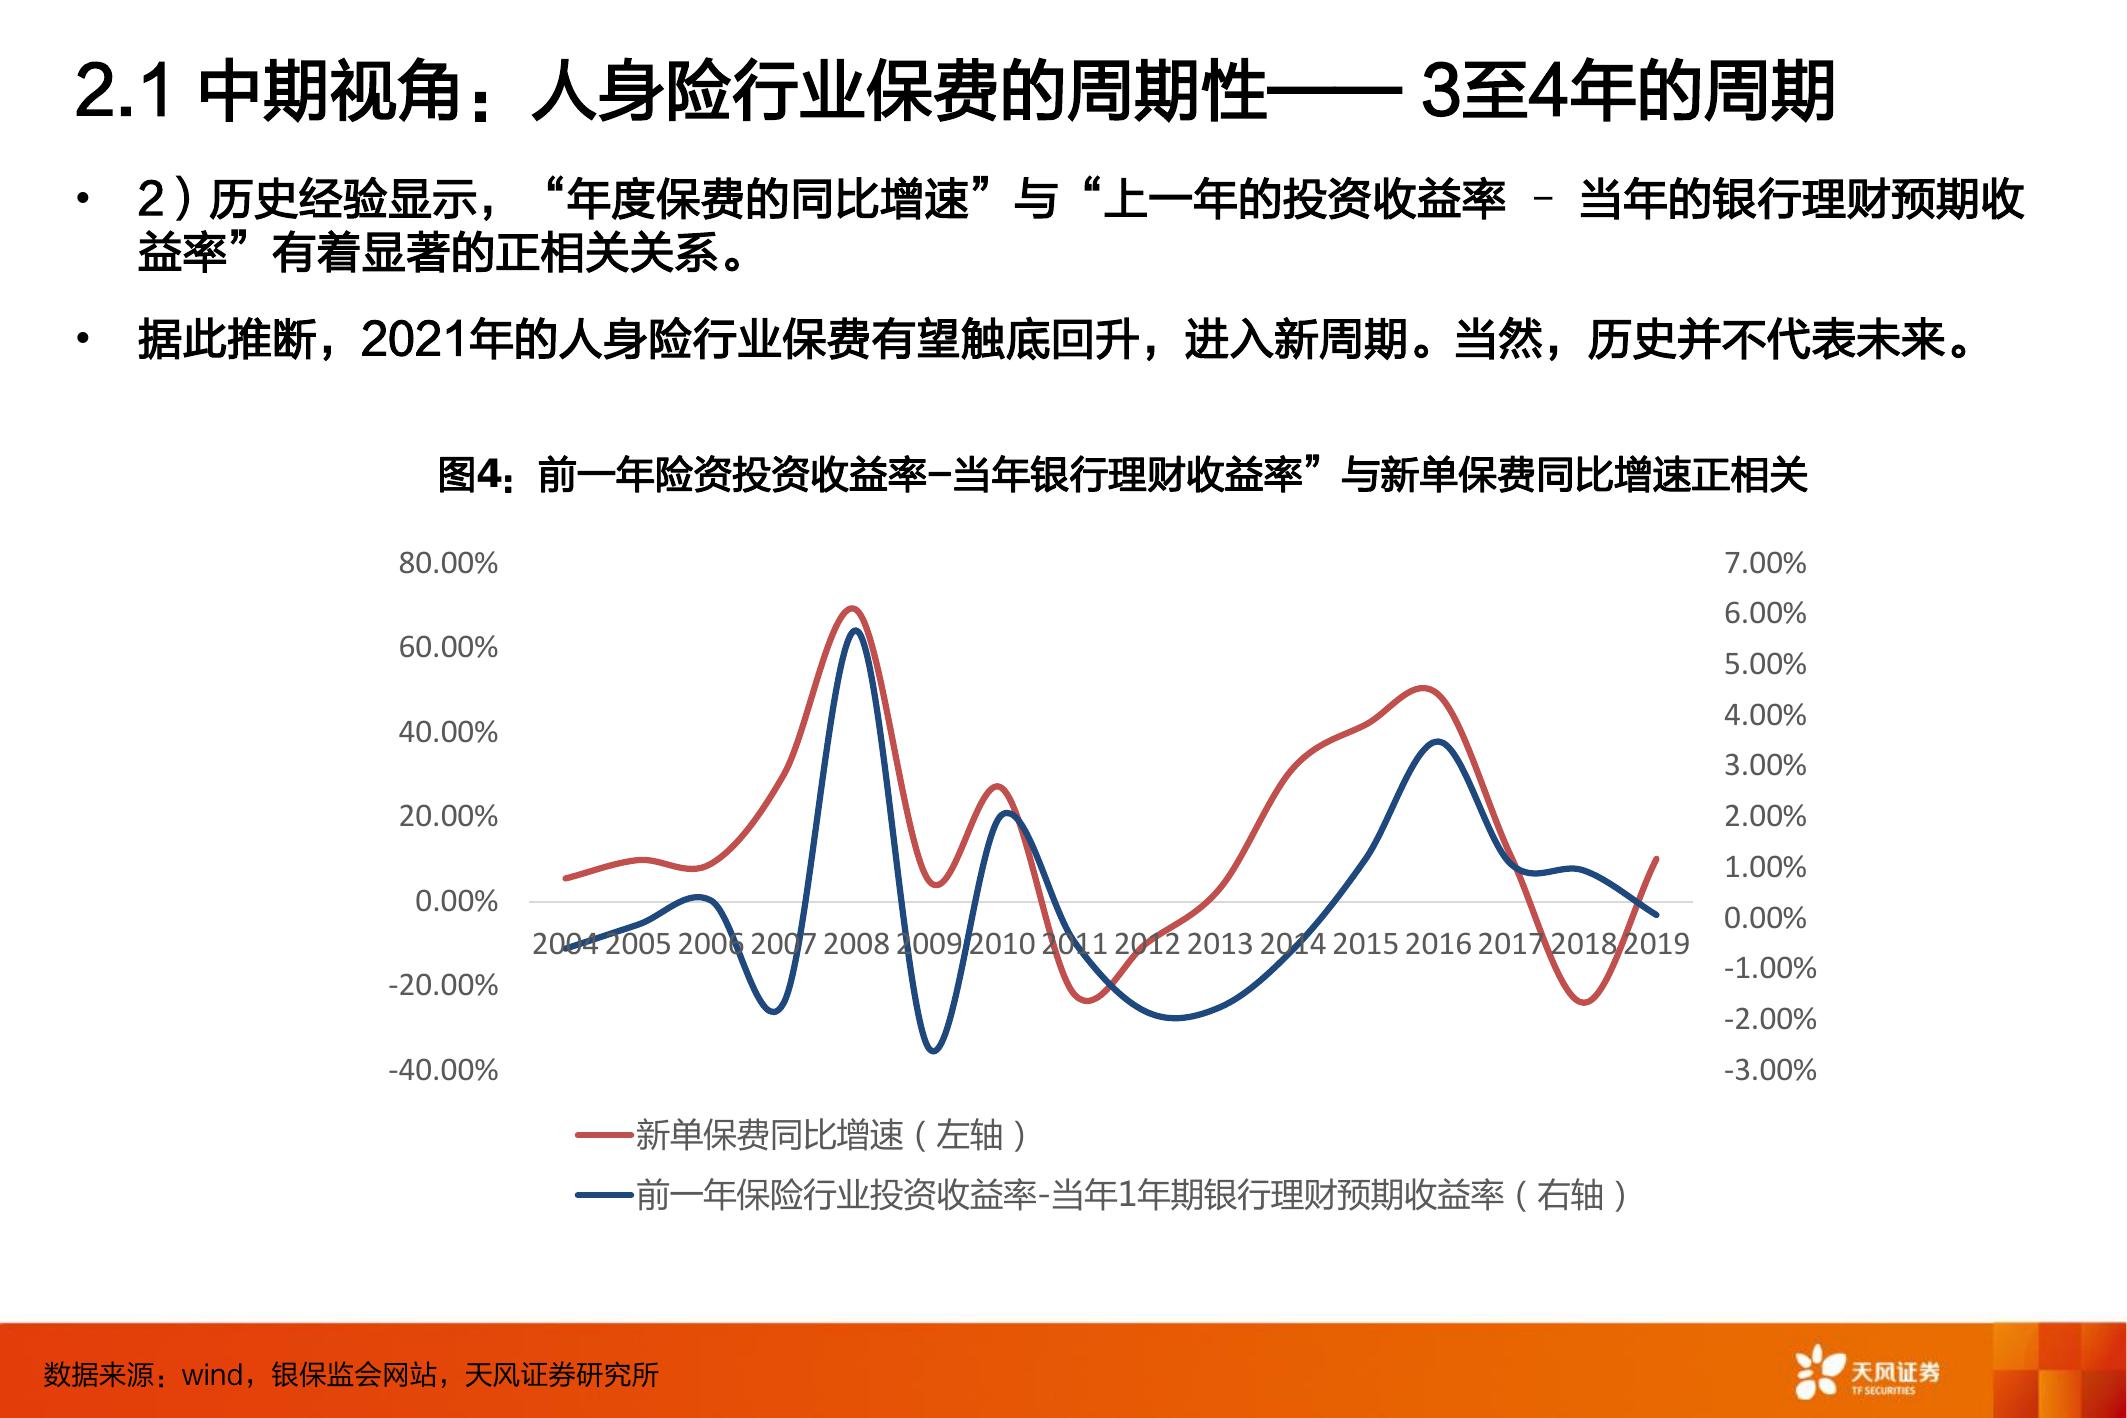 2.1 中期视角：人身险行业保费的周期性—— 3至4年的周期
• 2）历史经验显示，“年度保费的同比增速”与“上一年的投资收益率 – 当年的银行理财预期收
益率”有着显著的正相关关系。
• 据此推断，2021年的人身险行业保费有望触底回升，进入新周期。当然，历史并不代表未来。
图4：前一年险资投资收益率–当年银行理财收益率”与新单保费同比增速正相关
80.00%
60.00%
40.00%
20.00%
0.00%
-20.00%
-40.00%
7.00%
6.00%
5.00%
4.00%
3.00%
2.00%
1.00%
0.00%
-1.00%
-2.00%
-3.00%
2004 2005 2006 2007 2008 2009 2010 2011 2012 2013 2014 2015 2016 2017 2018 2019
新单保费同比增速（左轴）
前一年保险行业投资收益率-当年1年期银行理财预期收益率（右轴）
数据来源：wind，银保监会网站，天风证券研究所
天风证券
TF SECURITIES